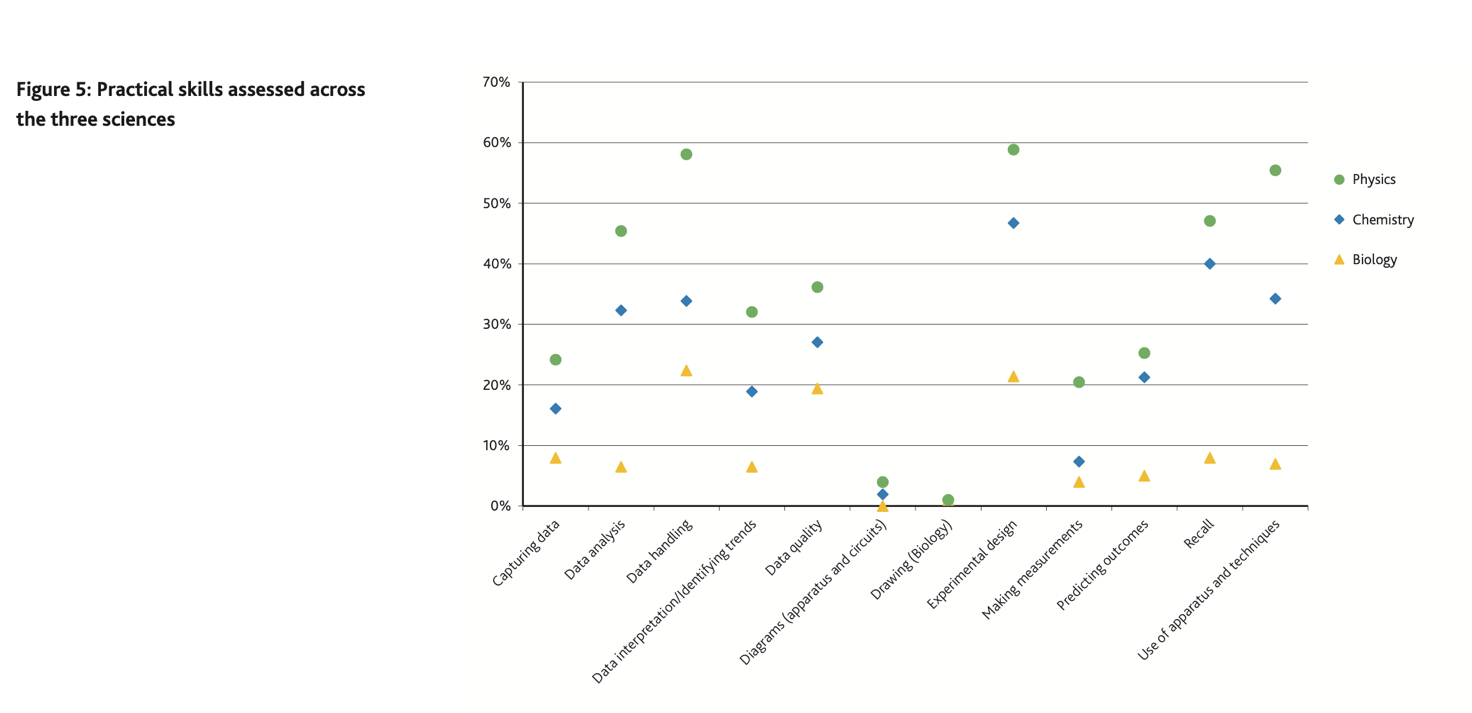 Figure 5: Practical skills assessed across
the three sciences
70%
60%
50%
40%
30%
20%
10%
0%
Capturing data
Data analysis
Data handling
Data interpretation/Identifying trends
Data quality
Diagrams (apparatus and circuits)
Drawing (Biology)
Experimental design
Making measurements
Predicting outcomes
Recall
Use of apparatus and techniques
Physics
Chemistry
Biology